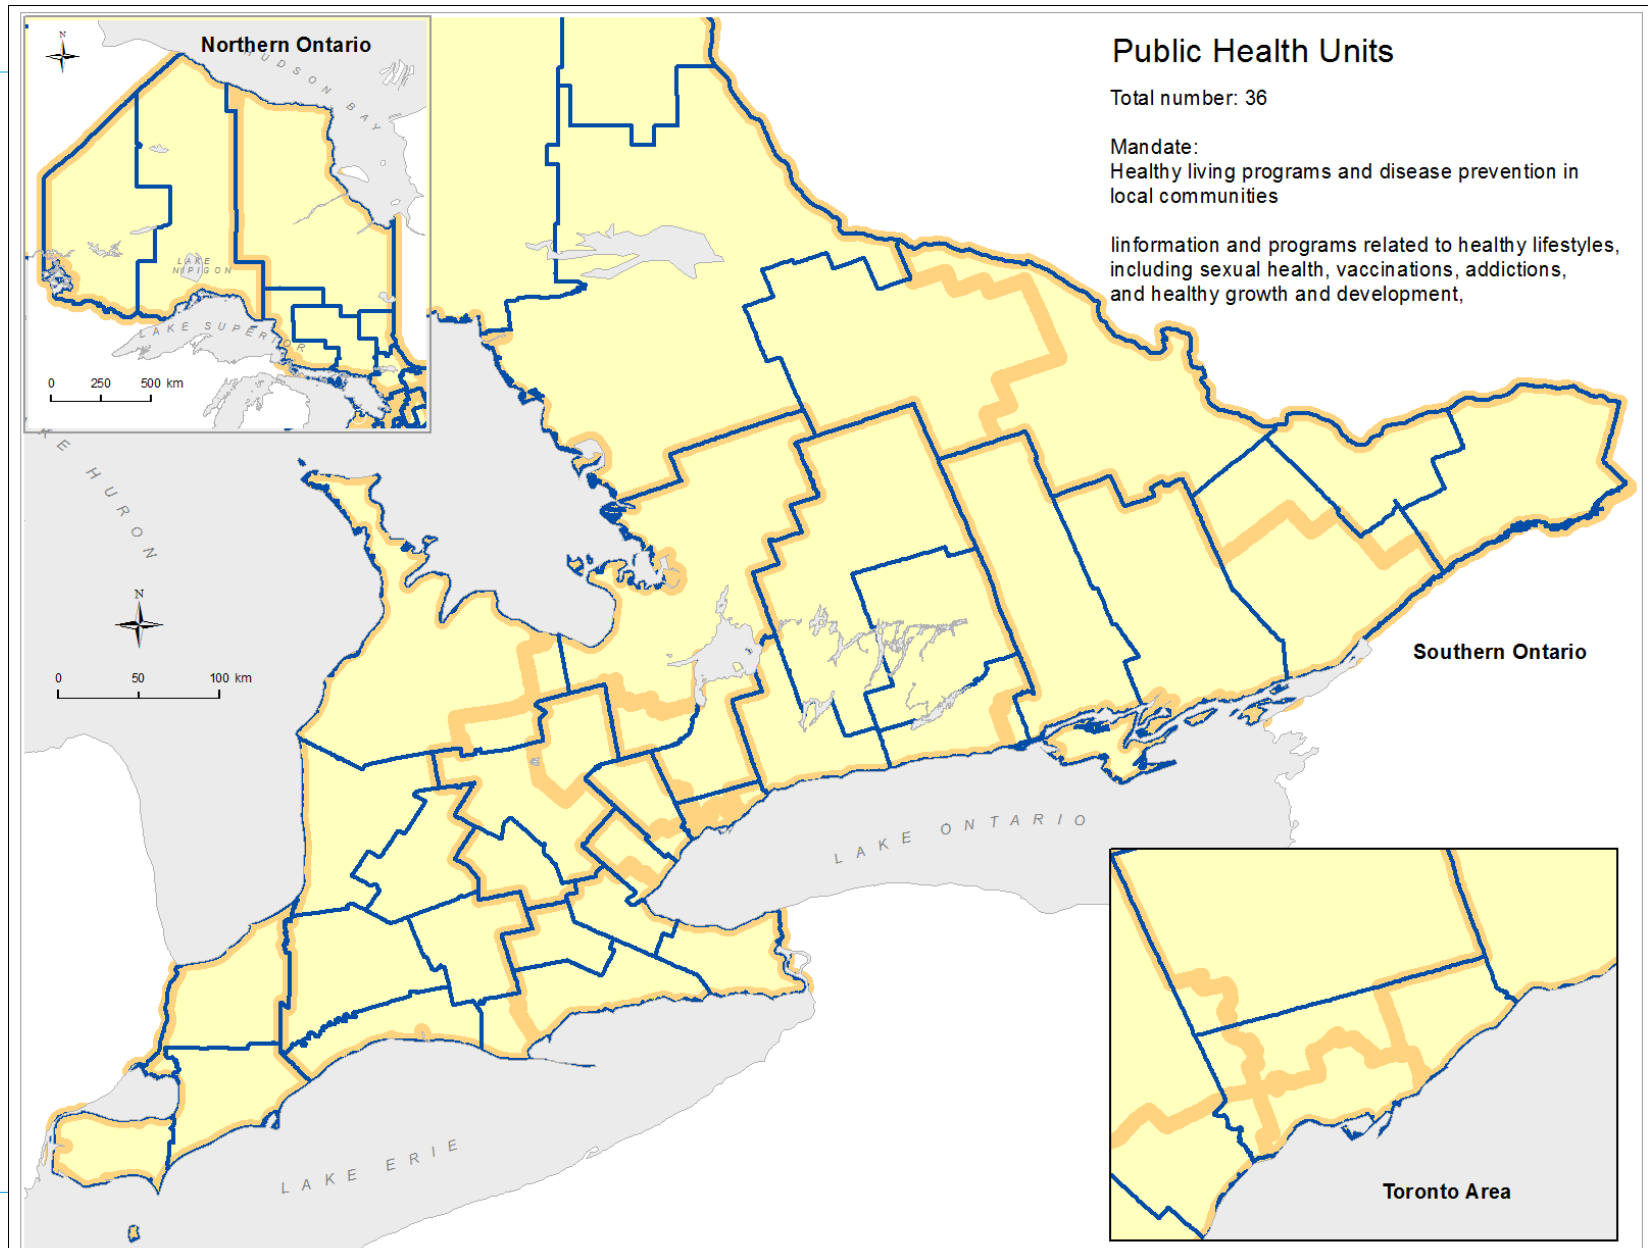 N
Northern Ontario
HUDSON BAY
LAKE
NIPIGON
LAKE SUPERIOR
0 250 500 km
Public Health Units
Total number: 36
Mandate:
Healthy living programs and disease prevention in
local communities
Iinformation and programs related to healthy lifestyles,
including sexual health, vaccinations, addictions,
and healthy growth and development,
KE HURON
N
0 50 100 km
Southern Ontario
LAKE ONTARIO
LAKE ERIE
Toronto Area